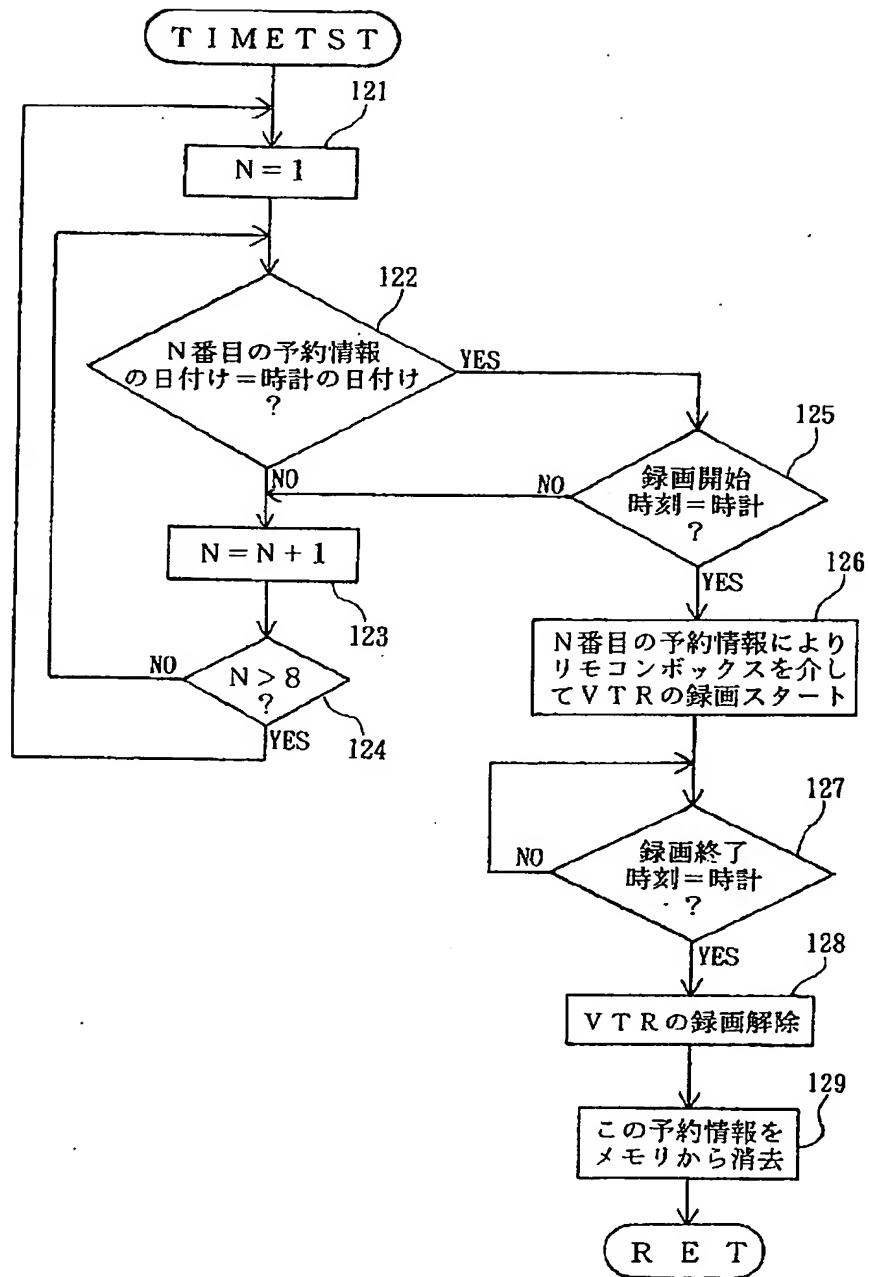 TIMETST
121
N=1
122
N番目の予約情報
の日付け=時計の日付け
?
YES
NO
125
録画開始
時刻=時計
?
NO
YES
N=N+1
123
N>8
?
NO
YES
124
126
N番目の予約情報により
リモコンボックスを介し
てVTRの録画スタート
127
録画終了
時刻=時計
?
NO
YES
128
VTRの録画解除
129
この予約情報を
メモリから消去
RET